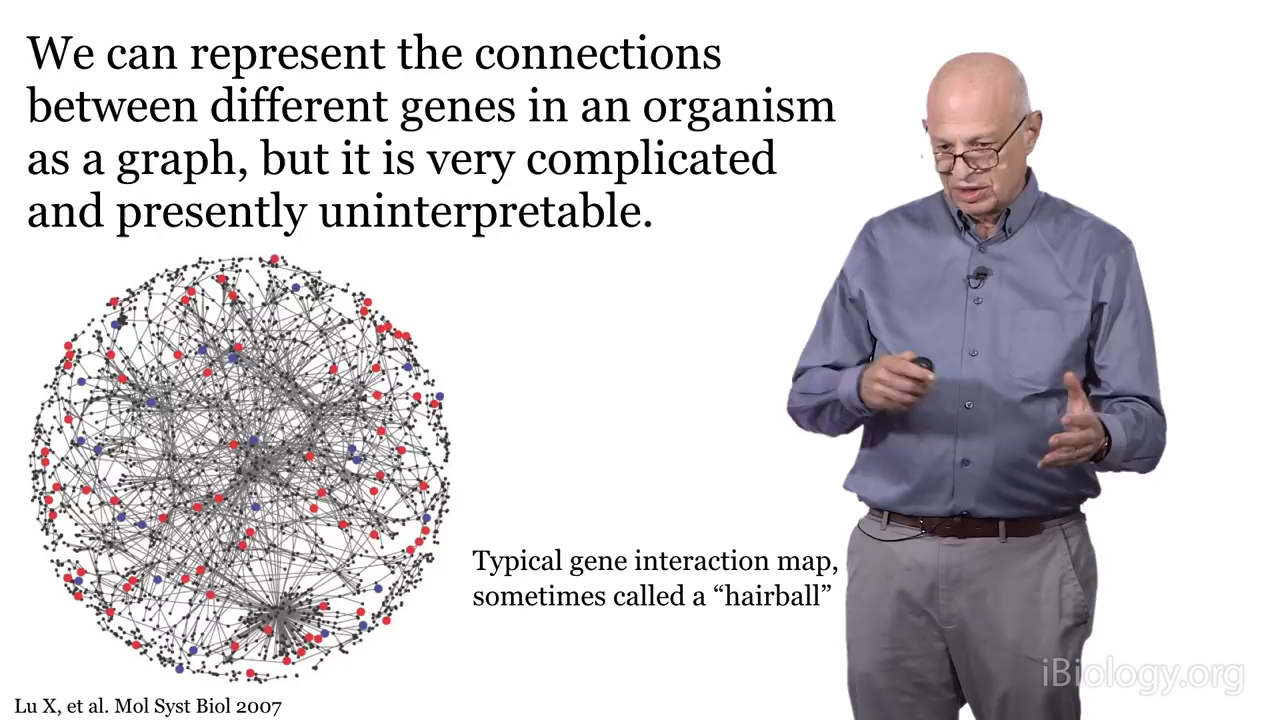 We can represent the connections
between different genes in an organism
as a graph, but it is very complicated
and presently uninterpretable.
Typical gene interaction map,
sometimes called a “hairball”
Lu X, et al. Mol Syst Biol 2007
iBiology.org